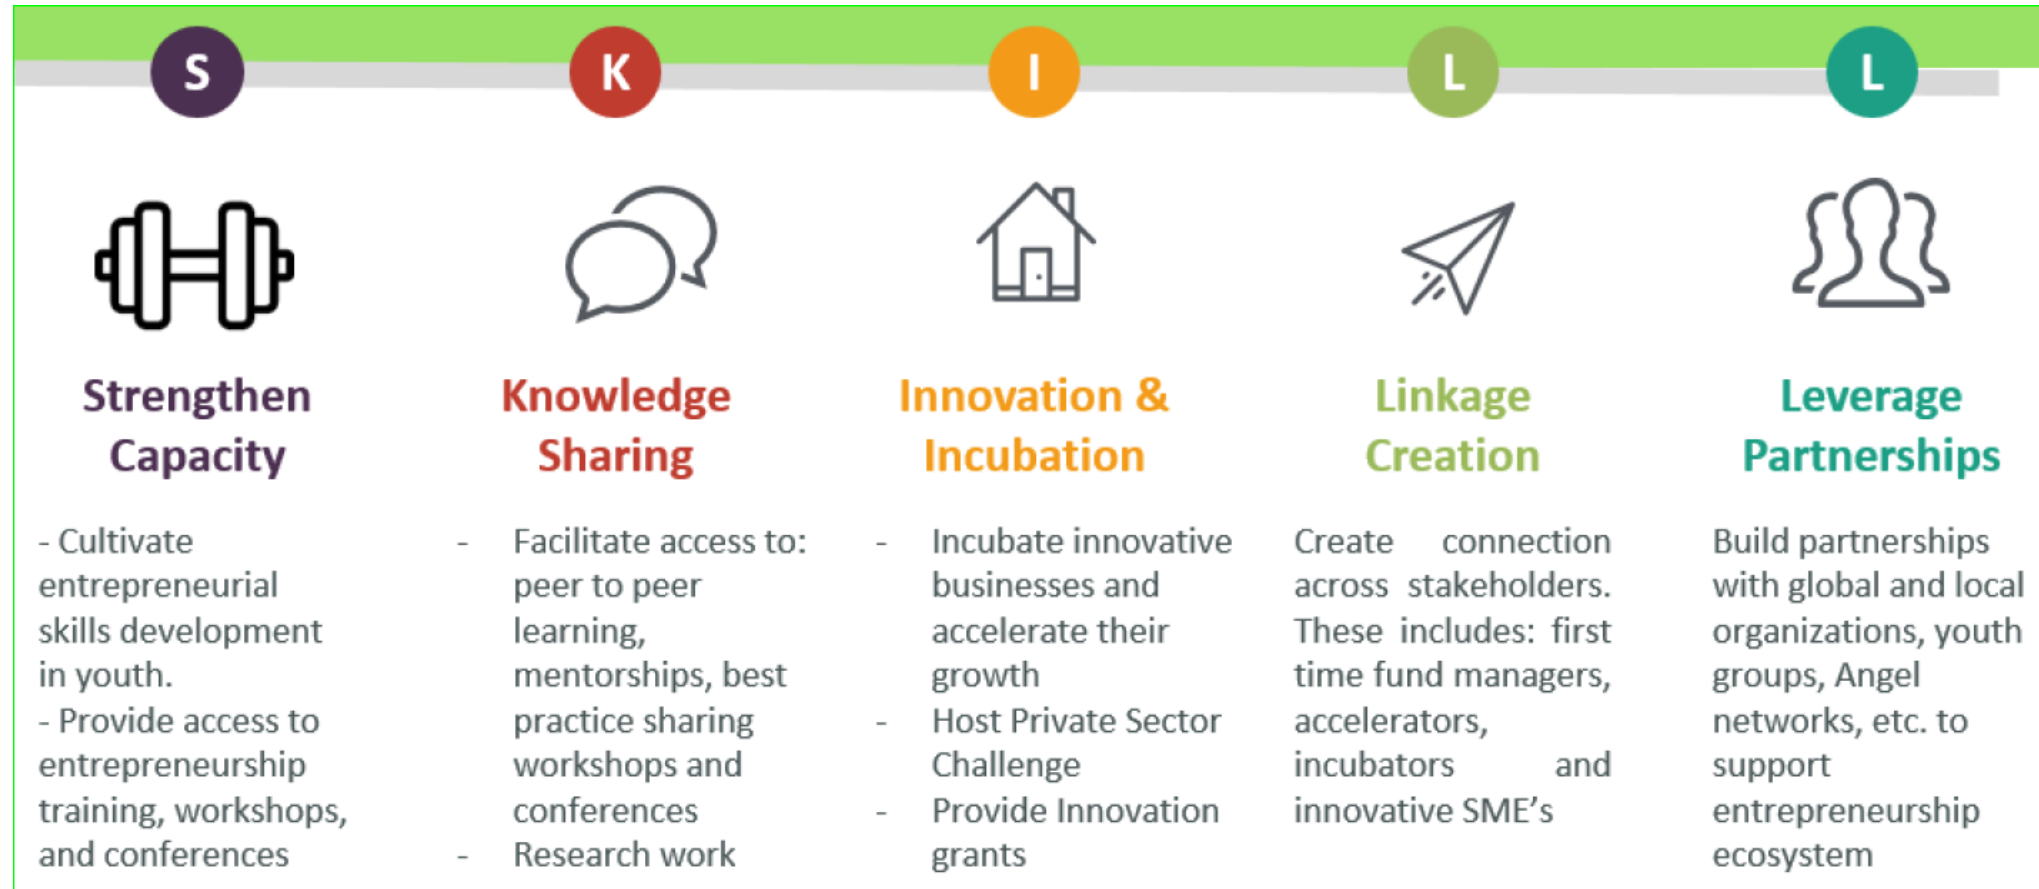 S
K
I
L
L
Strengthen
Capacity
- Cultivate
entrepreneurial
skills development
in youth.
- Provide access to
entrepreneurship
training, workshops,
and conferences
Knowledge
Sharing
- Facilitate access to:
peer to peer
learning,
mentorships, best
practice sharing
workshops and
conferences
- Research work
Innovation &
Incubation
- Incubate innovative
businesses and
accelerate their
growth
- Host Private Sector
Challenge
- Provide Innovation
grants
Linkage
Creation
Create connection
across stakeholders.
These includes: first
time fund managers,
accelerators,
incubators and
innovative SME's
Leverage
Partnerships
Build partnerships
with global and local
organizations, youth
groups, Angel
networks, etc. to
support
entrepreneurship
ecosystem